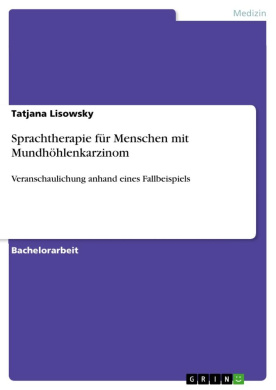 Medizin
Tatjana Lisowsky
Sprachtherapie für Menschen mit
Mundhöhlenkarzinom
Veranschaulichung anhand eines Fallbeispiels
Bachelorarbeit
GRIN